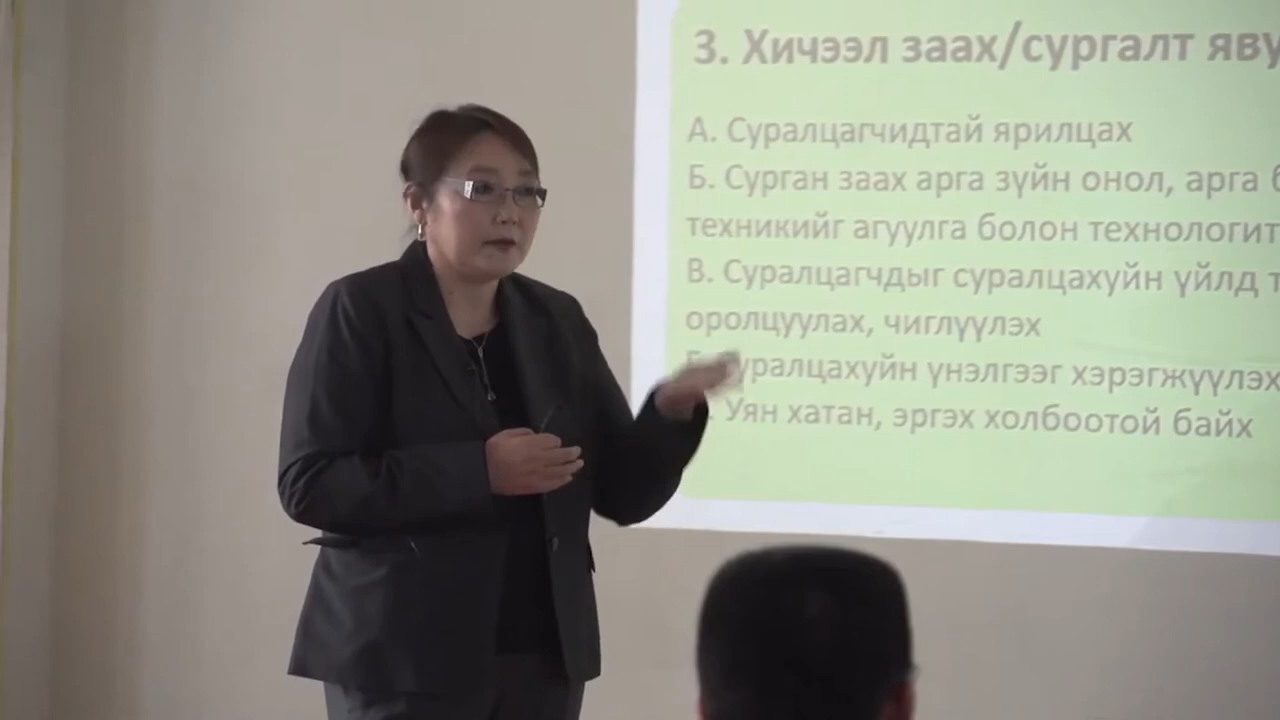 3. Хичээл заах/сургалт
А. Суралцагчидтай ярилцах
Б. Сурган заах арга зүйн онол, арга
техникийг агуулга болон
В. Суралцагчдыг суралцахуйн үйлд
оролцуулах, чиглүүлэх
үнэлгээг хэрэгжүүлэх
Уян хатан, эргэх холбоотой байх